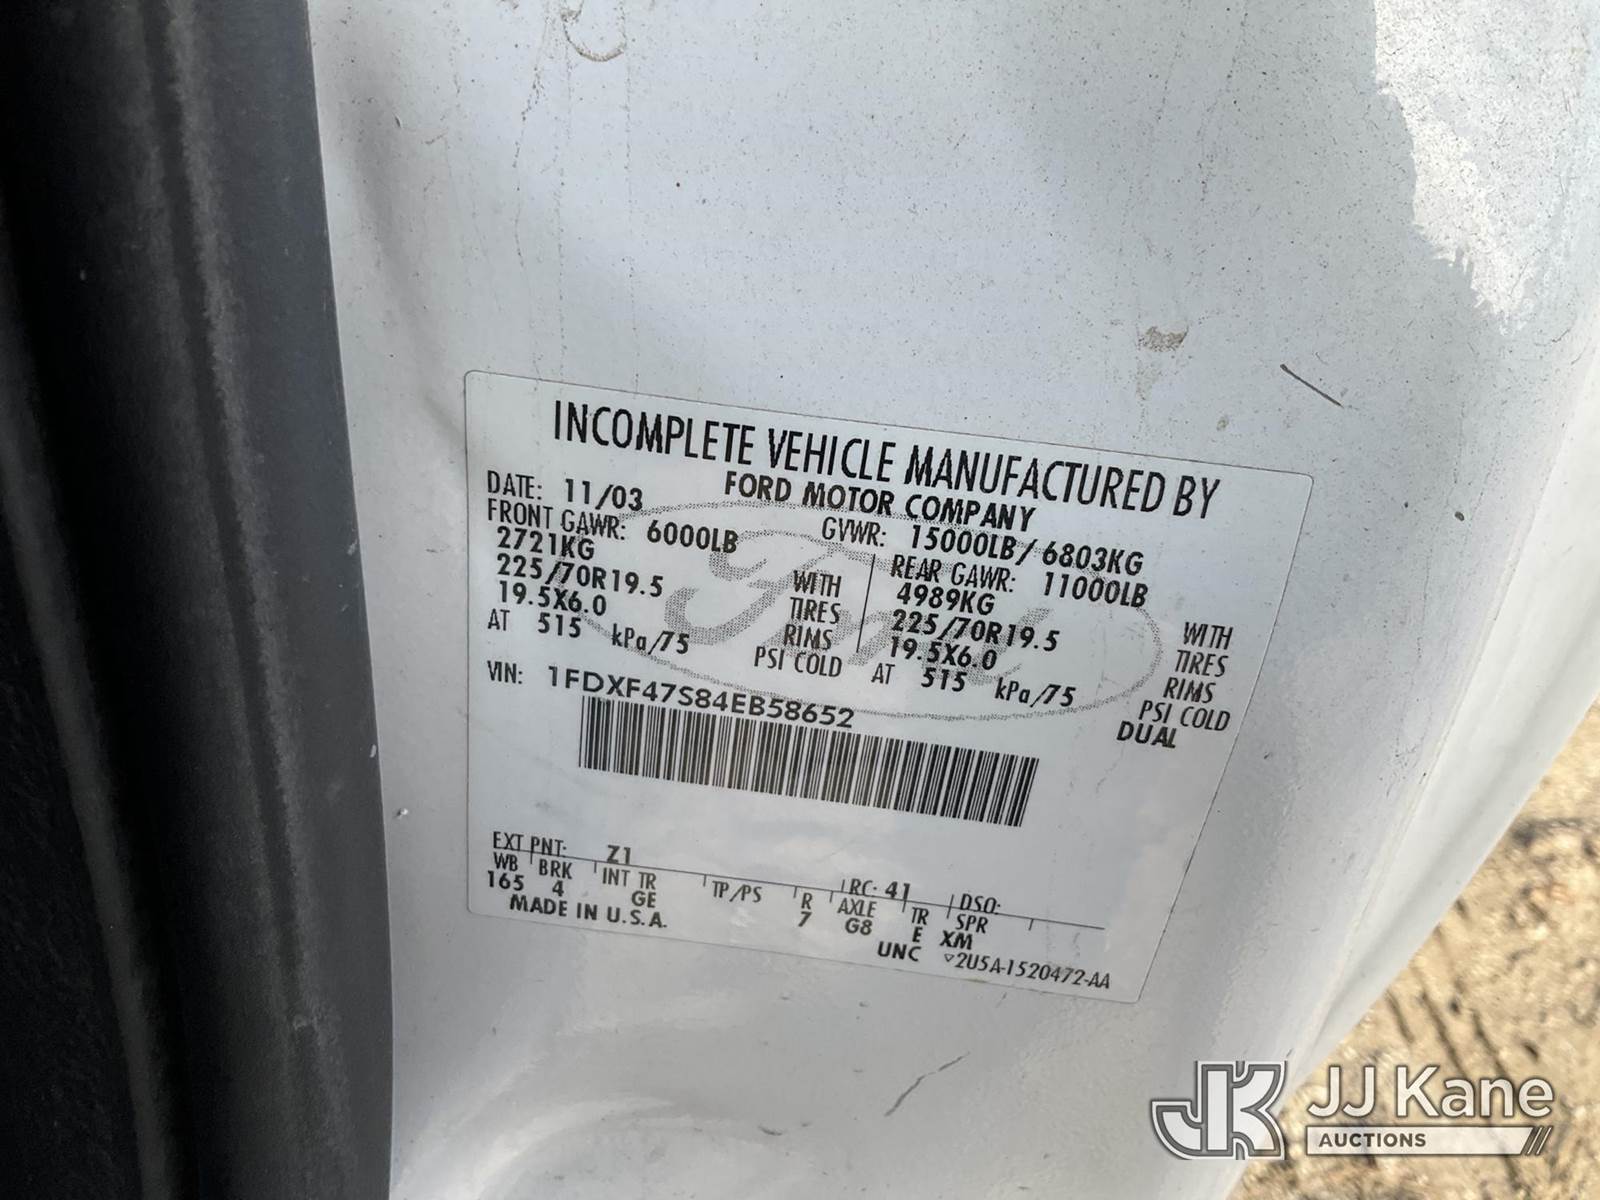 INCOMPLETE VEHICLE MANUFACTURED BY
FORD MOTOR COMPANY
DATE: 11/03
GVWR: 15000LB/ 6803KG
FRONT GAWR: 6000LB
2721KG
225/70R19.5 WITH TIRES
19.5X6.0 RIMS
AT 515 kPa/75 PSI COLD
REAR GAWR: 11000LB
4989KG
225/70R19.5 WITH TIRES
19.5X6.0 RIMS
AT 515 kPa/75 PSI COLD
DUAL
VIN: 1FDXF47S84EB58652
EXT PNT: Z1 RC: 41 DSO:
WB BRK INT TR TP/PS R AXLE TR SPR
165 4 GE 7 G8 E XM
MADE IN U.S.A.
UNC 2U5A-1520472-AA
Ford
JK JJ Kane
AUCTIONS